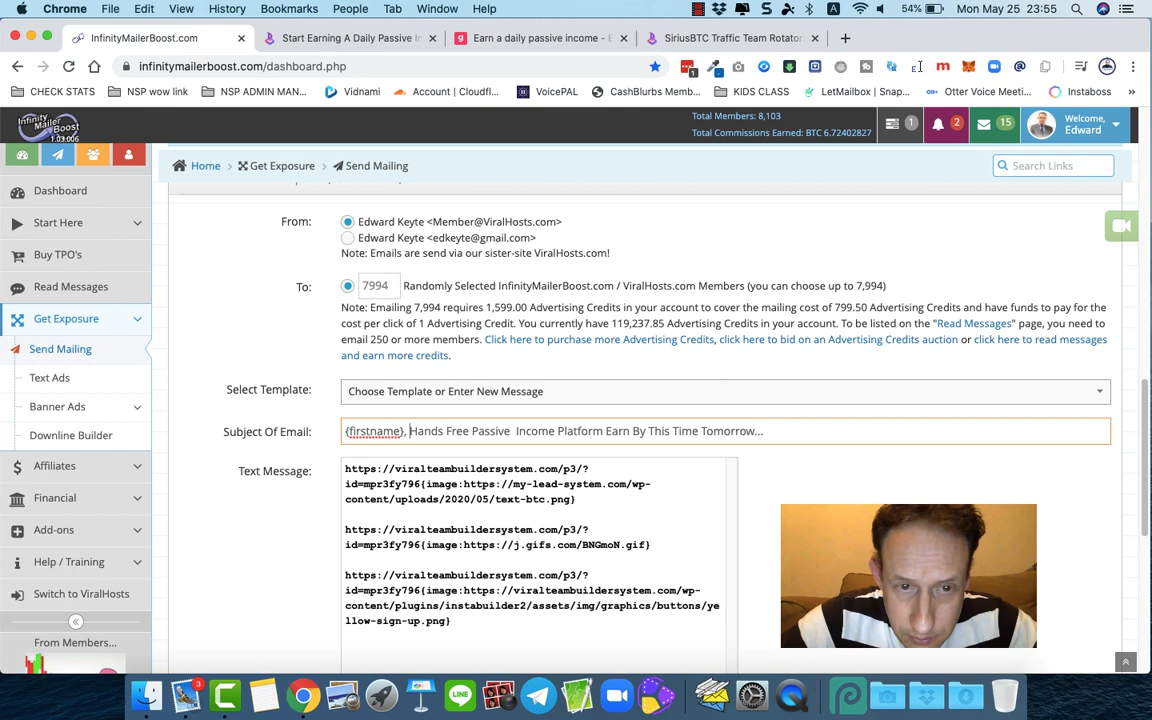 Chrome File Edit View History Bookmarks People Tab Window Help 54% Mon May 25 23:55
InfinityMailerBoost.com Start Earning A Daily Passive In Earn a daily passive income - E SiriusBTC Traffic Team Rotator
infinitymailerboost.com/dashboard.php
CHECK STATS NSP wow link NSP ADMIN MAN... Vidnami Account | Cloudfl... VoicePAL CashBlurbs Memb... KIDS CLASS LetMailbox | Snap... Otter Voice Meeti... Instaboss
Infinity Mailer Boost 1.03.006
Total Members: 8,103
Total Commissions Earned: BTC 6.72402827
1 2 15
Welcome, Edward
Home > Get Exposure > Send Mailing
Search Links
Dashboard
Start Here
Buy TPO's
Read Messages
Get Exposure
Send Mailing
Text Ads
Banner Ads
Downline Builder
Affiliates
Financial
Add-ons
Help / Training
Switch to ViralHosts
From Members...
From: Edward Keyte <Member@ViralHosts.com>
Edward Keyte <edkeyte@gmail.com>
Note: Emails are send via our sister-site ViralHosts.com!
To: 7994 Randomly Selected InfinityMailerBoost.com / ViralHosts.com Members (you can choose up to 7,994)
Note: Emailing 7,994 requires 1,599.00 Advertising Credits in your account to cover the mailing cost of 799.50 Advertising Credits and have funds to pay for the
cost per click of 1 Advertising Credit. You currently have 119,237.85 Advertising Credits in your account. To be listed on the "Read Messages" page, you need to
email 250 or more members. Click here to purchase more Advertising Credits, click here to bid on an Advertising Credits auction or click here to read messages
and earn more credits.
Select Template: Choose Template or Enter New Message
Subject Of Email: {firstname}, Hands Free Passive  Income Platform Earn By This Time Tomorrow...
Text Message: https://viralteambuildersystem.com/p3/?
id=mpr3fy796{image:https://my-lead-system.com/wp-
content/uploads/2020/05/text-btc.png}
https://viralteambuildersystem.com/p3/?
id=mpr3fy796{image:https://j.gifs.com/BNGmoN.gif}
https://viralteambuildersystem.com/p3/?
id=mpr3fy796{image:https://viralteambuildersystem.com/wp-
content/plugins/instabuilder2/assets/img/graphics/buttons/ye
llow-sign-up.png}
3
LINE